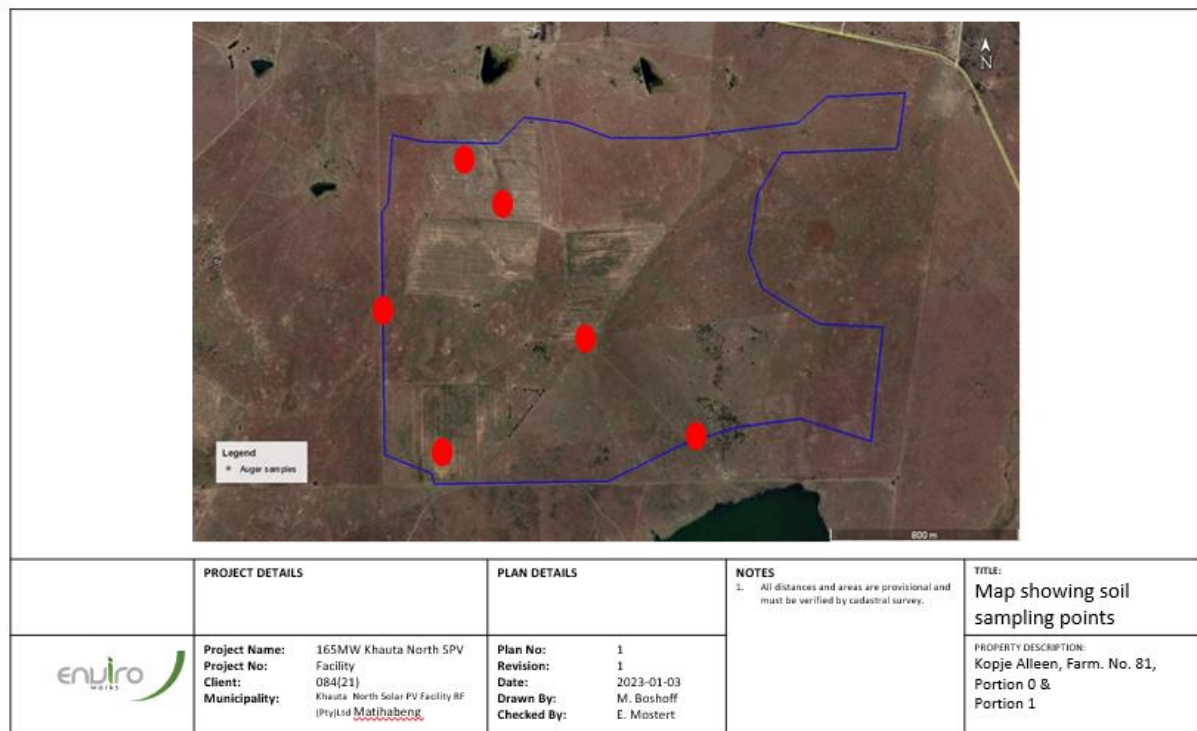 N
Legend
Auger samples
800 m
PROJECT DETAILS
Project Name: 165MW Khauta North SPV
Project No: Facility
Client: 084(21)
Municipality: Khauta North Solar PV Facility RF
(Pty)Ltd Matihabeng
PLAN DETAILS
Plan No: 1
Revision: 1
Date: 2023-01-03
Drawn By: M. Boshoff
Checked By: E. Mostert
NOTES
1. All distances and areas are provisional and
must be verified by cadastral survey.
TITLE:
Map showing soil
sampling points
PROPERTY DESCRIPTION:
Kopje Alleen, Farm. No. 81,
Portion 0 &
Portion 1
enviro
works